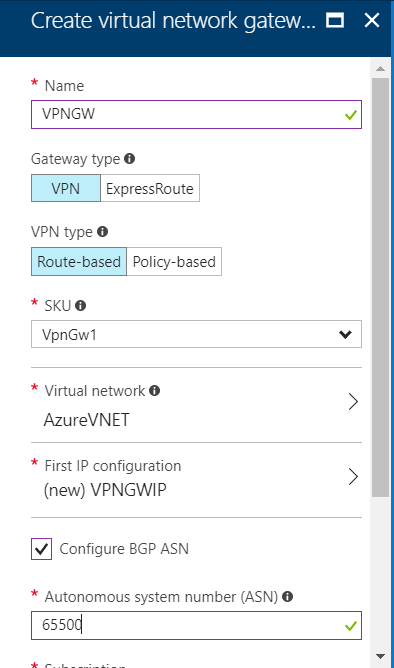 Create virtual network gatew...
* Name
VPNGW
Gateway type
VPN ExpressRoute
VPN type
Route-based Policy-based
* SKU
VpnGw1
* Virtual network
AzureVNET
* First IP configuration
(new) VPNGWIP
Configure BGP ASN
* Autonomous system number (ASN)
65500
* Subscription